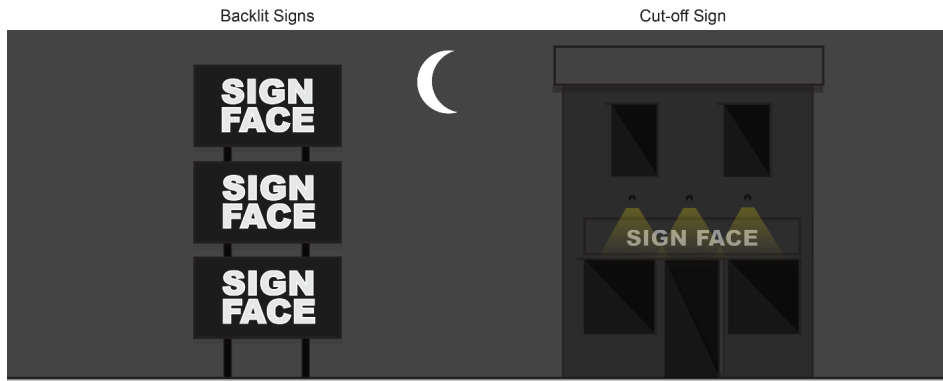 Backlit Signs
Cut-off Sign
SIGN
FACE
SIGN
FACE
SIGN
FACE
SIGN FACE